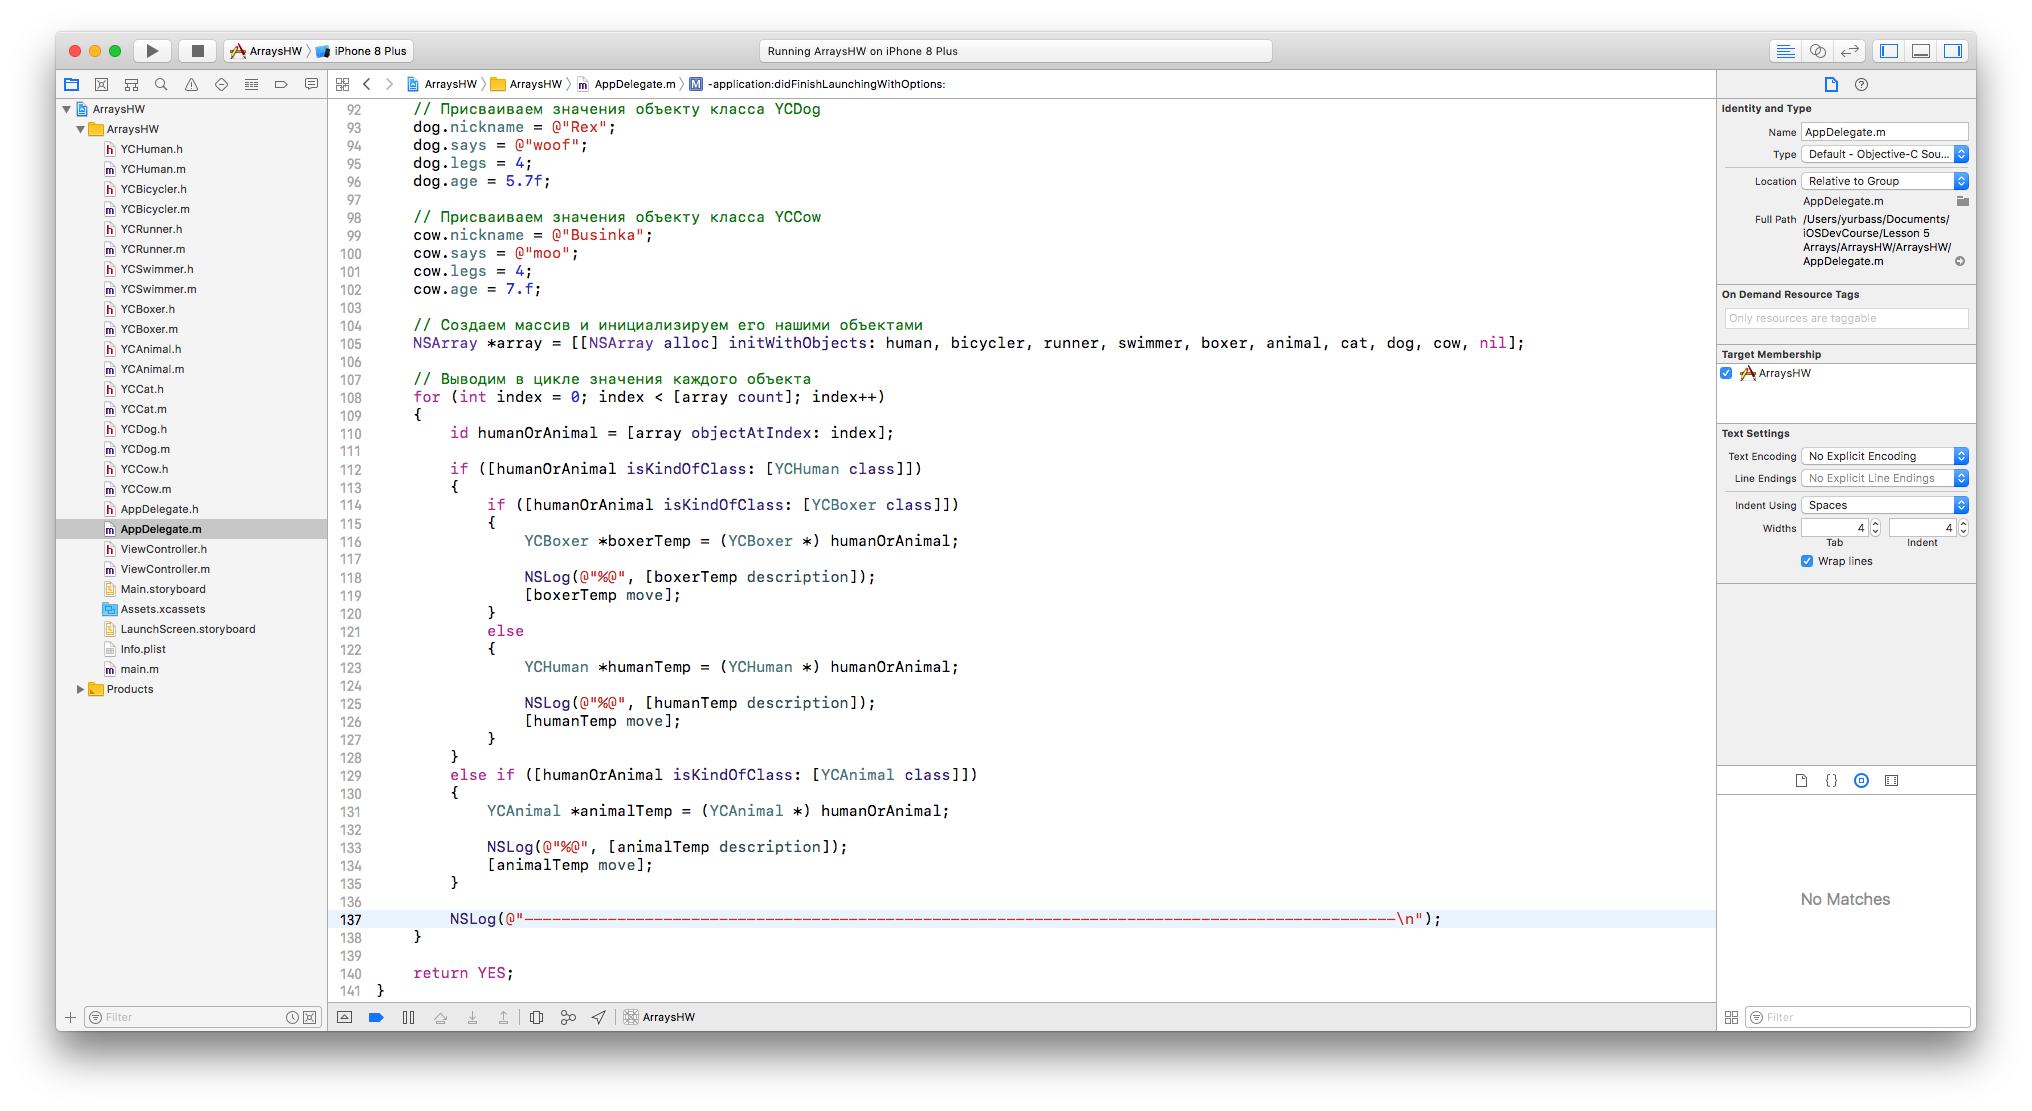 ArraysHW 〉 iPhone 8 Plus
Running ArraysHW on iPhone 8 Plus
ArraysHW 〉 ArraysHW 〉 AppDelegate.m 〉 M -application:didFinishLaunchingWithOptions:
ArraysHW
ArraysHW
h YCHuman.h
m YCHuman.m
h YCBicycler.h
m YCBicycler.m
h YCRunner.h
m YCRunner.m
h YCSwimmer.h
m YCSwimmer.m
h YCBoxer.h
m YCBoxer.m
h YCAnimal.h
m YCAnimal.m
h YCCat.h
m YCCat.m
h YCDog.h
m YCDog.m
h YCCow.h
m YCCow.m
h AppDelegate.h
m AppDelegate.m
h ViewController.h
m ViewController.m
Main.storyboard
Assets.xcassets
LaunchScreen.storyboard
Info.plist
m main.m
Products
Filter
92 // Присваиваем значения объекту класса YCDog
93 dog.nickname = @"Rex";
94 dog.says = @"woof";
95 dog.legs = 4;
96 dog.age = 5.7f;
97
98 // Присваиваем значения объекту класса YCCow
99 cow.nickname = @"Businka";
100 cow.says = @"moo";
101 cow.legs = 4;
102 cow.age = 7.f;
103
104 // Создаем массив и инициализируем его нашими объектами
105 NSArray *array = [[NSArray alloc] initWithObjects: human, bicycler, runner, swimmer, boxer, animal, cat, dog, cow, nil];
106
107 // Выводим в цикле значения каждого объекта
108 for (int index = 0; index < [array count]; index++)
109 {
110 id humanOrAnimal = [array objectAtIndex: index];
111
112 if ([humanOrAnimal isKindOfClass: [YCHuman class]])
113 {
114 if ([humanOrAnimal isKindOfClass: [YCBoxer class]])
115 {
116 YCBoxer *boxerTemp = (YCBoxer *) humanOrAnimal;
117
118 NSLog(@"%@", [boxerTemp description]);
119 [boxerTemp move];
120 }
121 else
122 {
123 YCHuman *humanTemp = (YCHuman *) humanOrAnimal;
124
125 NSLog(@"%@", [humanTemp description]);
126 [humanTemp move];
127 }
128 }
129 else if ([humanOrAnimal isKindOfClass: [YCAnimal class]])
130 {
131 YCAnimal *animalTemp = (YCAnimal *) humanOrAnimal;
132
133 NSLog(@"%@", [animalTemp description]);
134 [animalTemp move];
135 }
136
137 NSLog(@"——————————————————————————————————————————————————————————————————————————————————————————————\n");
138 }
139
140 return YES;
141 }
ArraysHW
Identity and Type
Name AppDelegate.m
Type Default - Objective-C Sou...
Location Relative to Group
AppDelegate.m
Full Path /Users/yurbass/Documents/
iOSDevCourse/Lesson 5
Arrays/ArraysHW/ArraysHW/
AppDelegate.m
On Demand Resource Tags
Only resources are taggable
Target Membership
ArraysHW
Text Settings
Text Encoding No Explicit Encoding
Line Endings No Explicit Line Endings
Indent Using Spaces
Widths 4 4
Tab Indent
Wrap lines
{ }
No Matches
Filter